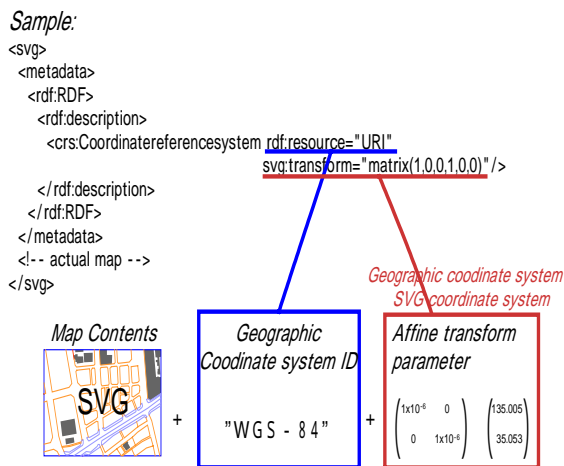 Sample:
<svg>
<metadata>
<rdf:RDF>
<rdf:description>
<crs:Coordinatereferencesystem rdf:resource="URI"
svg:transform="matrix(1,0,0,1,0,0)"/>
</rdf:description>
</rdf:RDF>
</metadata>
<!-- actual map -->
</svg>
Geographic coodinate system
SVG coordinate system
Map Contents
SVG
+
Geographic
Coodinate system ID
"WGS - 84"
+
Affine transform
parameter
1x10⁻⁶ 0 135.005
0 1x10⁻⁶ 35.053